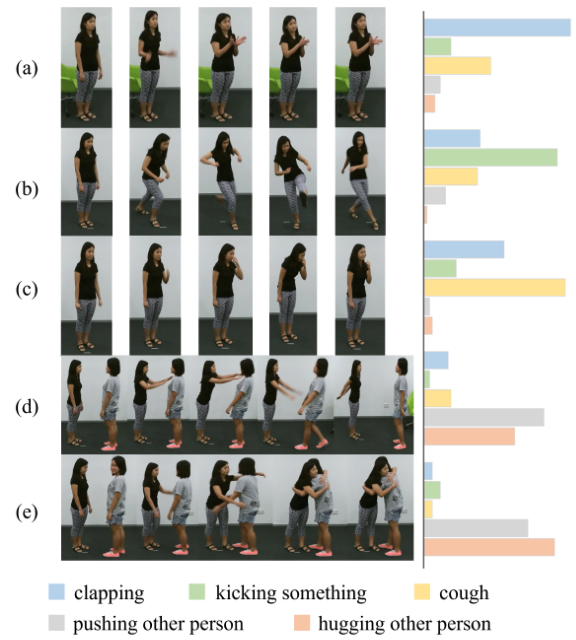 (a)
(b)
(c)
(d)
(e)
clapping kicking something cough
pushing other person hugging other person